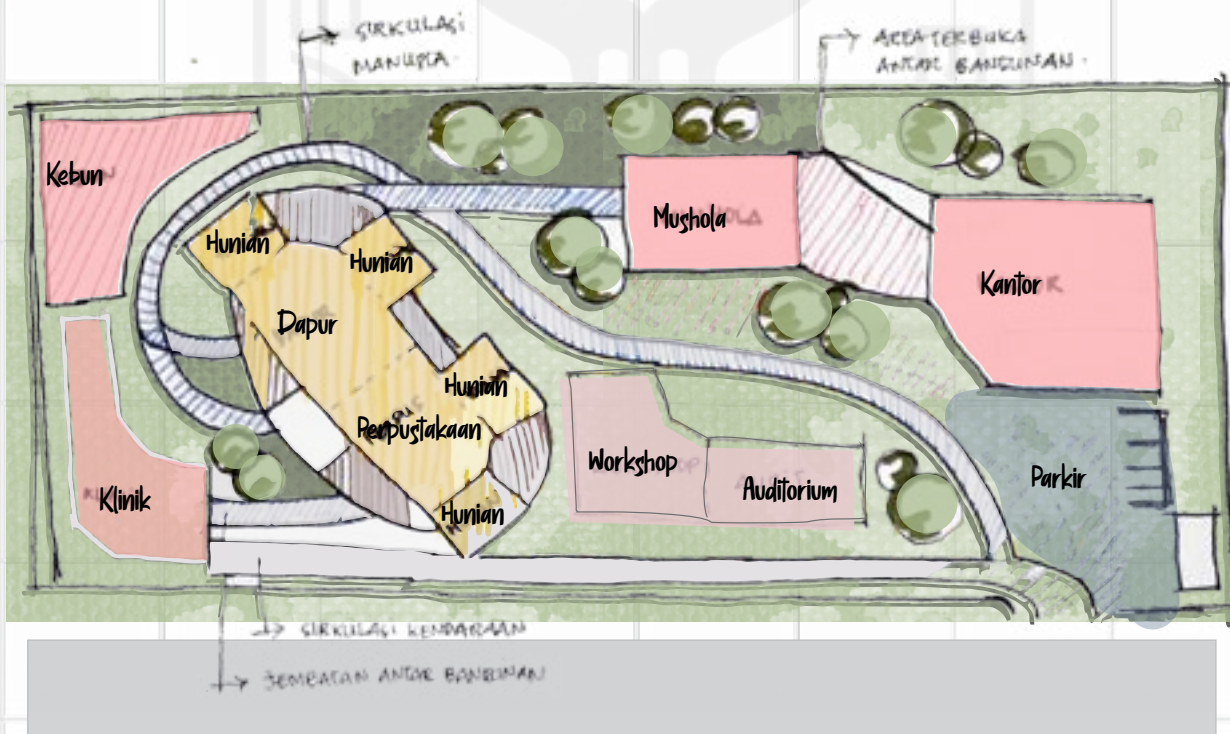 SIRKULASI
MANUSIA
AREA TERBUKA
ANTAR BANGUNAN
Kebun
Mushola
Hunian
Hunian
Kantor
Dapur
Hunian
Perpustakaan
Workshop
Parkir
Auditorium
Klinik
Hunian
SIRKULASI KENDARAAN
JEMBATAN ANTAR BANGUNAN